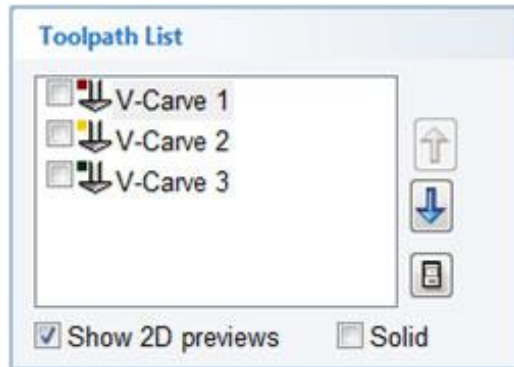 Toolpath List
V-Carve 1
V-Carve 2
V-Carve 3
Show 2D previews Solid